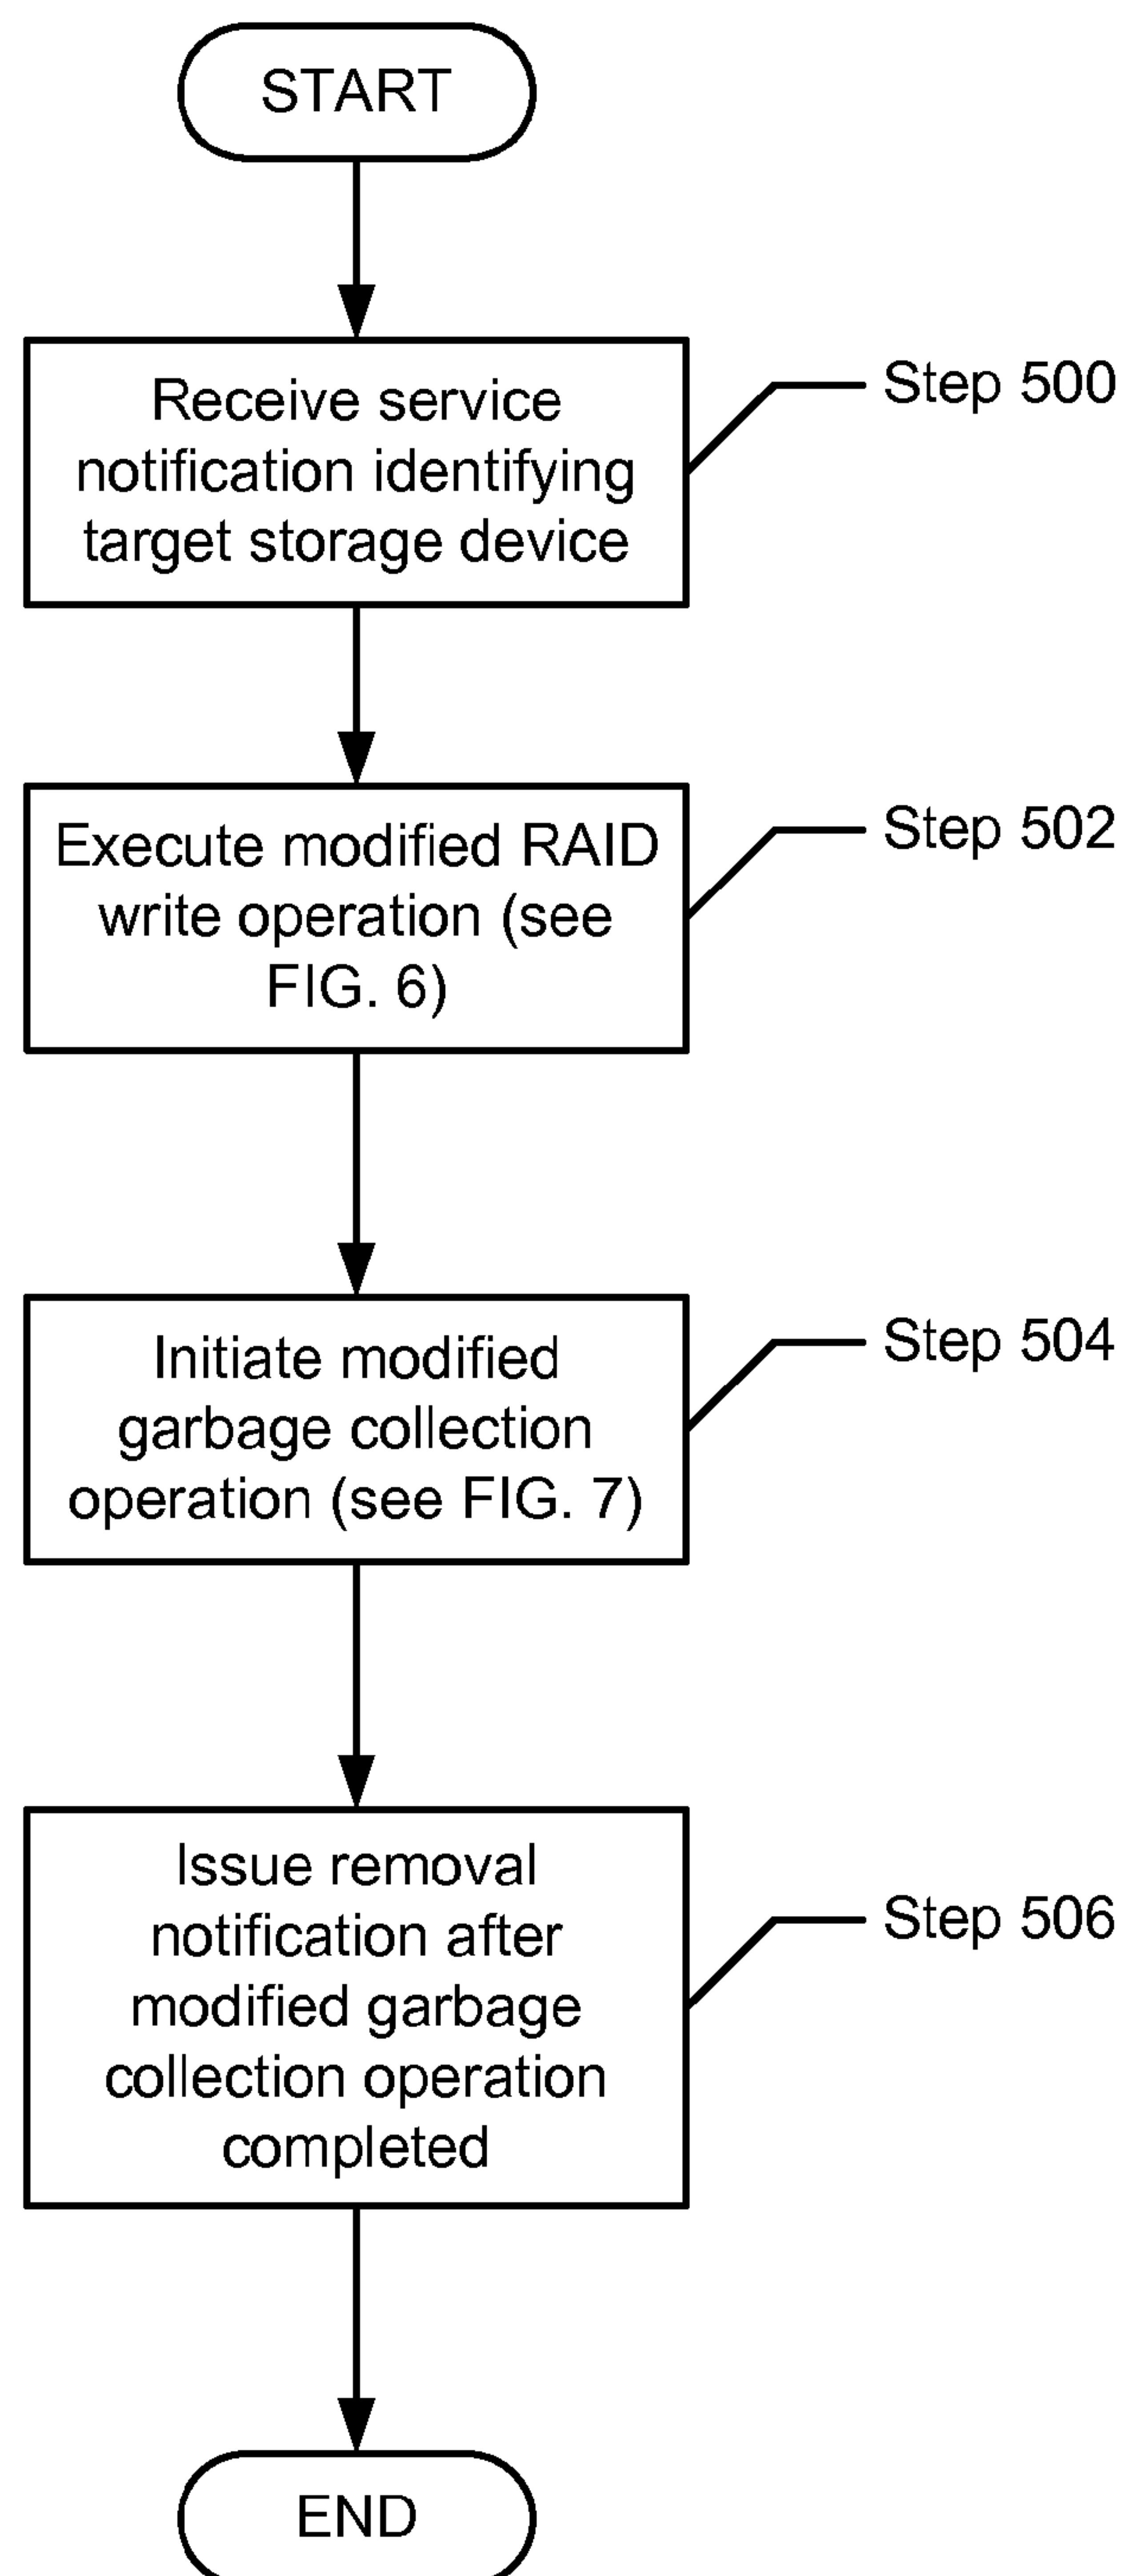 START
Receive service
notification identifying
target storage device
Step 500
Execute modified RAID
write operation (see
FIG. 6)
Step 502
Initiate modified
garbage collection
operation (see FIG. 7)
Step 504
Issue removal
notification after
modified garbage
collection operation
completed
Step 506
END